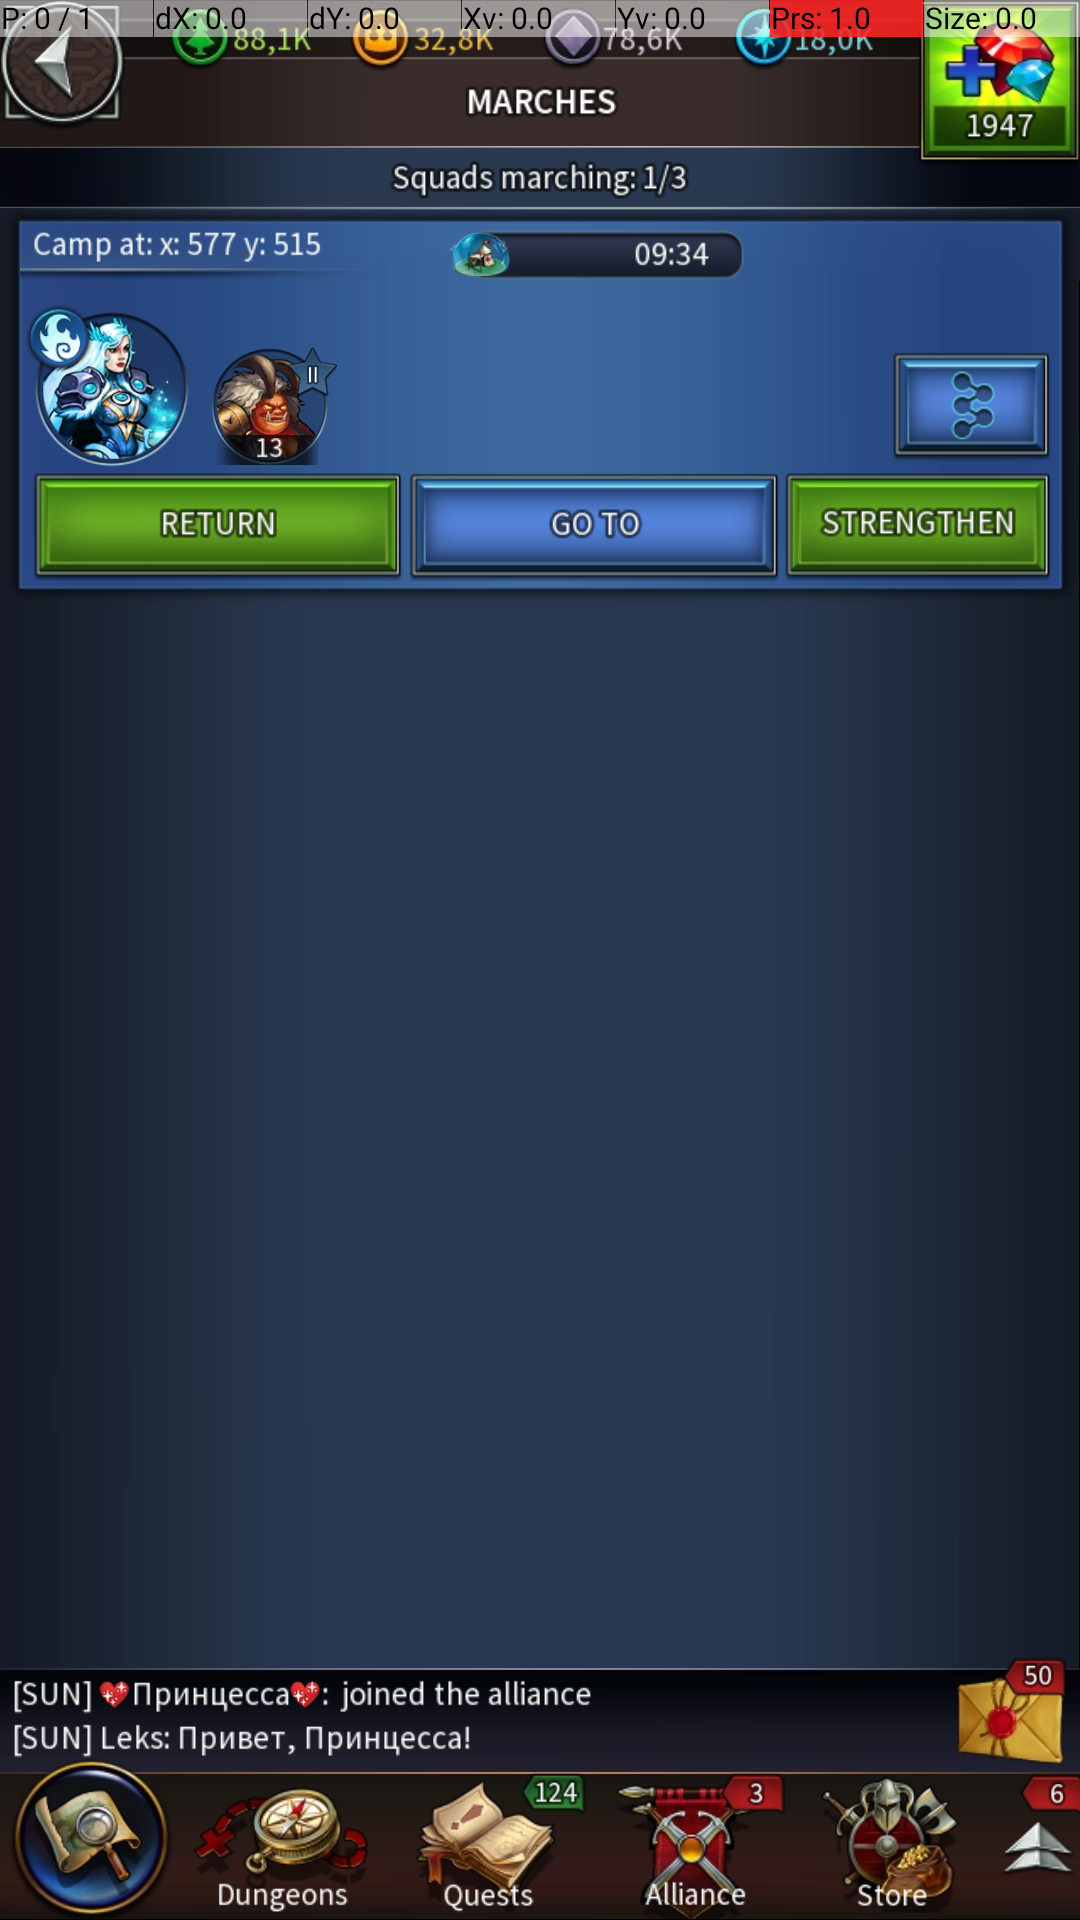 P: 0 / 1 dX: 0.0 dY: 0.0 Xv: 0.0 Yv: 0.0 Prs: 1.0 Size: 0.0
88,1K 32,8K 78,6K 18,0K
MARCHES
1947
Squads marching: 1/3
Camp at: x: 577 y: 515
09:34
II
13
RETURN GO TO STRENGTHEN
50
[SUN] 💖Принцесса💖: joined the alliance
[SUN] Leks: Привет, Принцесса!
124 3 6
Dungeons Quests Alliance Store